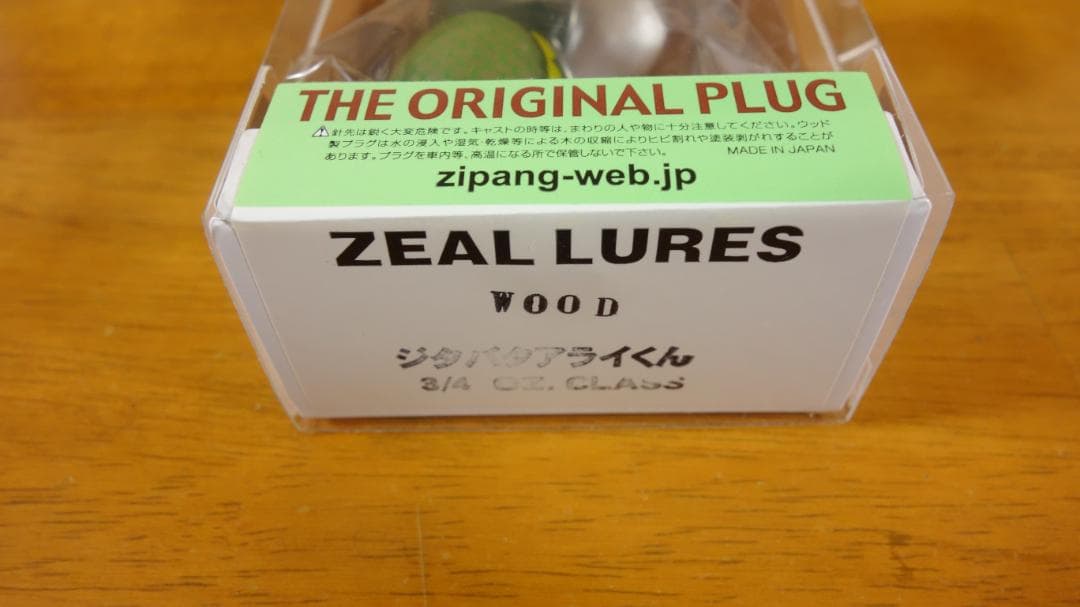 THE ORIGINAL PLUG
⚠針先は鋭く大変危険です。キャストの時等は、まわりの人や物に十分注意してください。ウッド
製プラグは水の浸入や湿気・乾燥等による木の収縮によりヒビ割れや塗装剥がれすることが
あります。プラグを車内等、高温になる所で保管しないで下さい。 MADE IN JAPAN
zipang-web.jp
ZEAL LURES
WOOD
ジタバタアライくん
3/4 OZ. CLASS